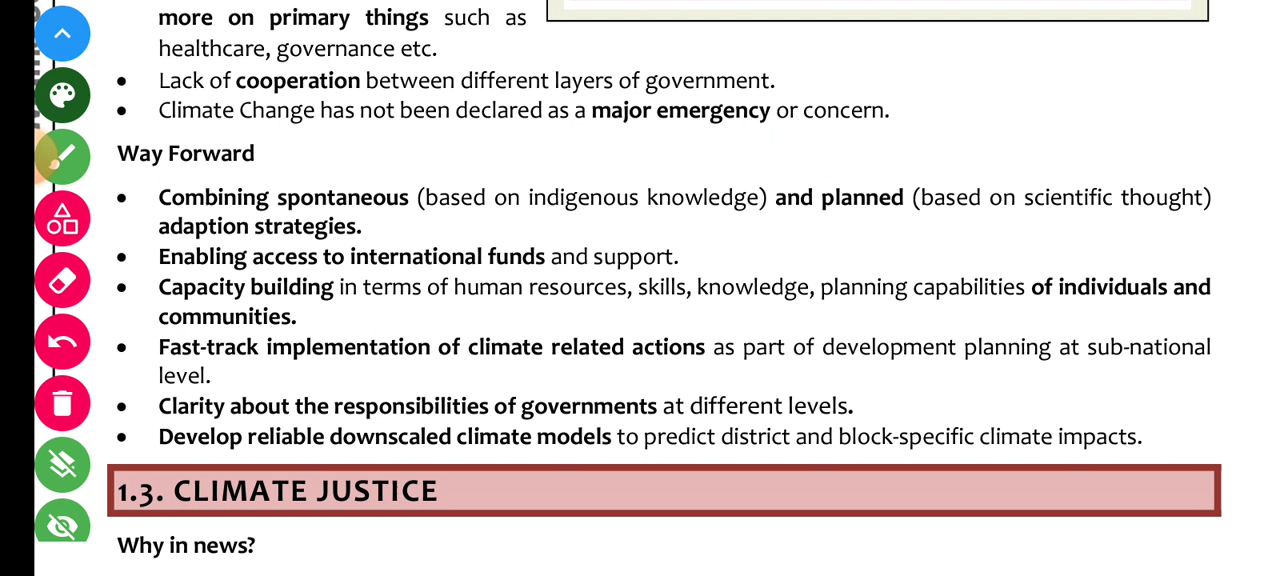 more on primary things such as
healthcare, governance etc.
• Lack of cooperation between different layers of government.
• Climate Change has not been declared as a major emergency or concern.
Way Forward
• Combining spontaneous (based on indigenous knowledge) and planned (based on scientific thought)
adaption strategies.
• Enabling access to international funds and support.
• Capacity building in terms of human resources, skills, knowledge, planning capabilities of individuals and
communities.
• Fast-track implementation of climate related actions as part of development planning at sub-national
level.
• Clarity about the responsibilities of governments at different levels.
• Develop reliable downscaled climate models to predict district and block-specific climate impacts.
1.3. CLIMATE JUSTICE
Why in news?